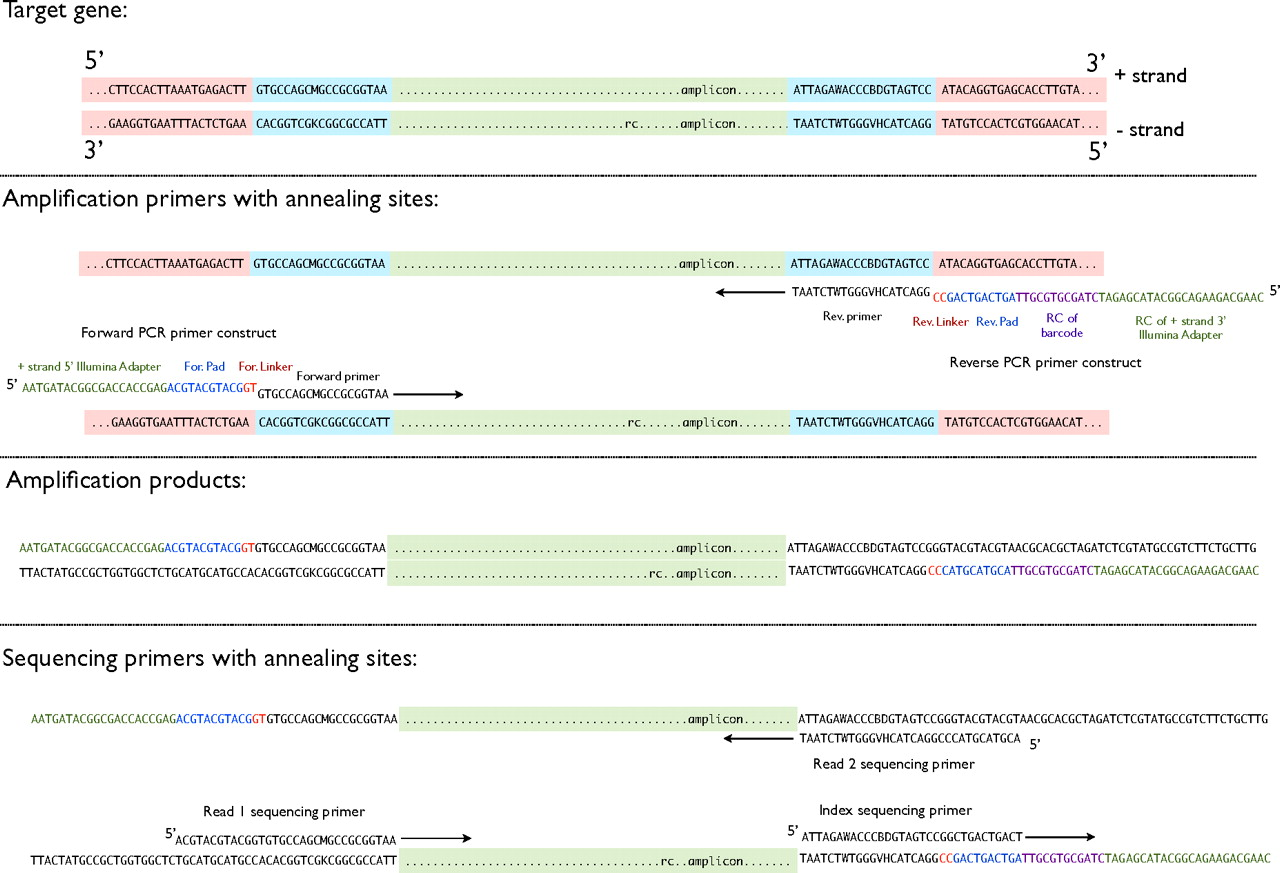 Target gene:
5’ 3’
...CTTCCACTTAAATGAGACTT GTGCCAGCMGCCGCGGTAA ...amplicon....... ATTAGAWACCCBDGTAGTCC ATACAGGTGAGCACCTTGTA... + strand
...GAAGGTGAATTTACTCTGAA CACGGTCGKCGGCGCCATT ...rc......amplicon....... TAATCTWTGGGVHCATCAGG TATGTCCACTCGTGGAACAT... - strand
3’ 5’
Amplification primers with annealing sites:
...CTTCCACTTAAATGAGACTT GTGCCAGCMGCCGCGGTAA ...amplicon....... ATTAGAWACCCBDGTAGTCC ATACAGGTGAGCACCTTGTA...
TAATCTWTGGGVHCATCAGG CCGACTGACTGATTGCGTGCGATCTAGAGCATACGGCAGAAGACGAAC 5’
Rev. primer Rev. Linker Rev. Pad RC of barcode RC of + strand 3’ Illumina Adapter
Forward PCR primer construct
Reverse PCR primer construct
+ strand 5’ Illumina Adapter For. Pad For. Linker Forward primer
5’ AATGATACGGCGACCACCGAGACGTACGTACGGT GTGCCAGCMGCCGCGGTAA
...GAAGGTGAATTTACTCTGAA CACGGTCGKCGGCGCCATT ...rc......amplicon....... TAATCTWTGGGVHCATCAGG TATGTCCACTCGTGGAACAT...
Amplification products:
AATGATACGGCGACCACCGAGACGTACGTACGGTGTGCCAGCMGCCGCGGTAA ...amplicon....... ATTAGAWACCCBDGTAGTCCGGGTACGTACGTAACGCACGCTAGATCTCGTATGCCGTCTTCTGCTTG
TTACTATGCCGCTGGTGGCTCTGCATGCATGCCACACGGTCGKCGGCGCCATT ...rc..amplicon....... TAATCTWTGGGVHCATCAGGCCCATGCATGCATTGCGTGCGATCTAGAGCATACGGCAGAAGACGAAC
Sequencing primers with annealing sites:
AATGATACGGCGACCACCGAGACGTACGTACGGTGTGCCAGCMGCCGCGGTAA ...amplicon....... ATTAGAWACCCBDGTAGTCCGGGTACGTACGTAACGCACGCTAGATCTCGTATGCCGTCTTCTGCTTG
TAATCTWTGGGVHCATCAGGCCCATGCATGCA 5’
Read 2 sequencing primer
Read 1 sequencing primer Index sequencing primer
5’ ACGTACGTACGGTGTGCCAGCMGCCGCGGTAA 5’ ATTAGAWACCCBDGTAGTCCGGCTGACTGACT
TTACTATGCCGCTGGTGGCTCTGCATGCATGCCACACGGTCGKCGGCGCCATT ...rc..amplicon....... TAATCTWTGGGVHCATCAGGCCGACTGACTGATTGCGTGCGATCTAGAGCATACGGCAGAAGACGAAC